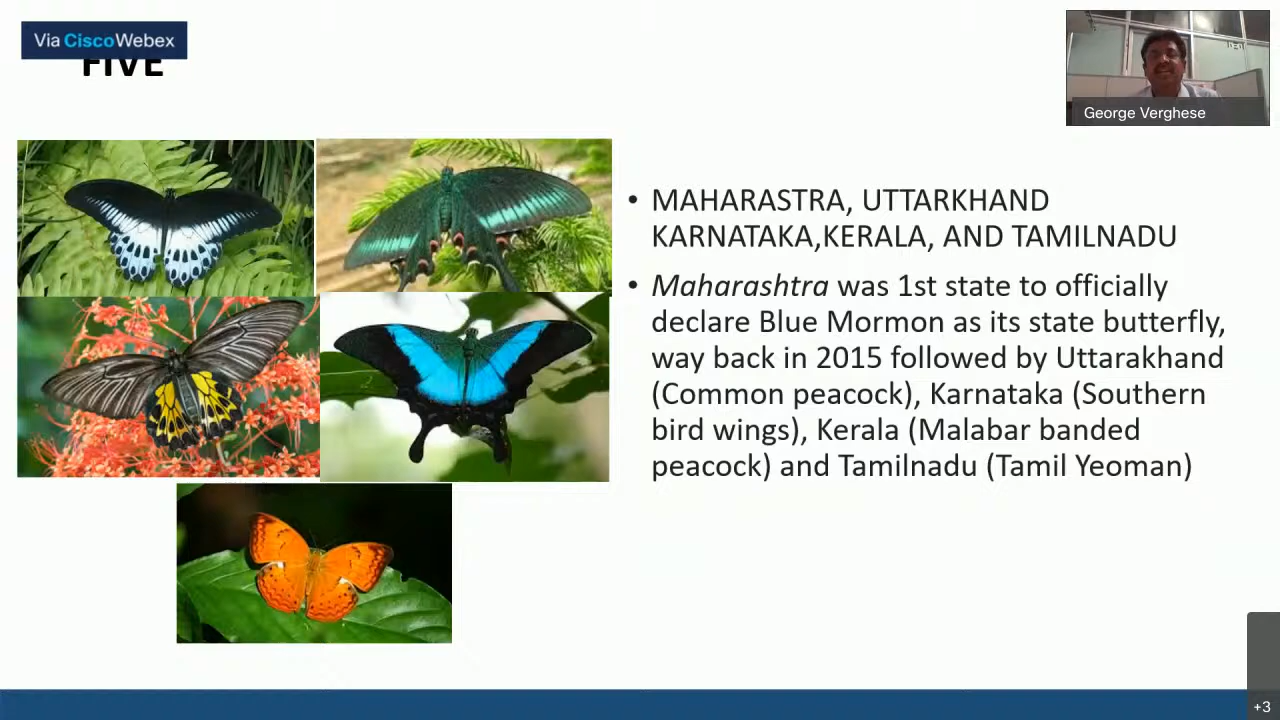 Via CiscoWebex
FIVE
George Verghese
• MAHARASTRA, UTTARKHAND
KARNATAKA,KERALA, AND TAMILNADU
• Maharashtra was 1st state to officially
declare Blue Mormon as its state butterfly,
way back in 2015 followed by Uttarakhand
(Common peacock), Karnataka (Southern
bird wings), Kerala (Malabar banded
peacock) and Tamilnadu (Tamil Yeoman)
+3